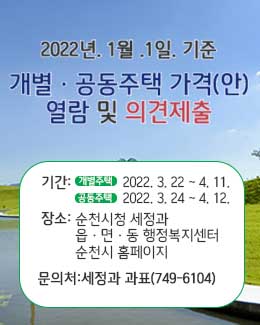 2022년. 1월 .1일. 기준
개별 · 공동주택 가격(안)
열람 및 의견제출
기간: 개별주택 2022. 3. 22 ~ 4. 11.
공동주택 2022. 3. 24 ~ 4. 12.
장소: 순천시청 세정과
읍 · 면 · 동 행정복지센터
순천시 홈페이지
문의처:세정과 과표(749-6104)